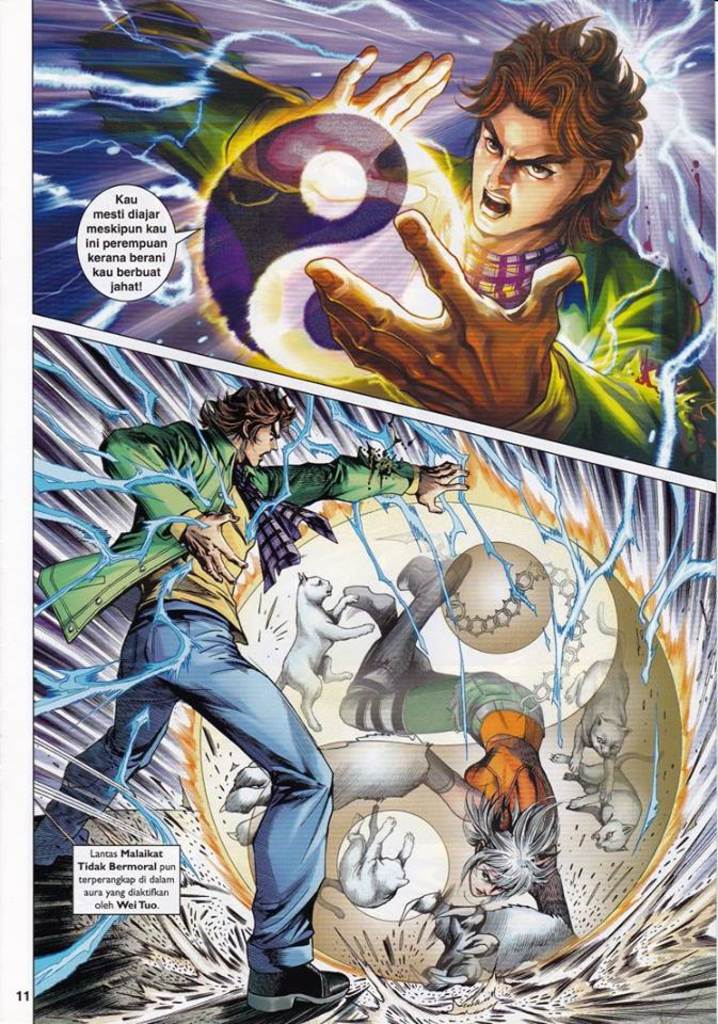 Kau
mesti diajar
meskipun kau
ini perempuan
kerana berani
kau berbuat
jahat!
Lantas Malaikat
Tidak Bermoral pun
terperangkap di dalam
aura yang diaktifkan
oleh Wei Tuo.
11